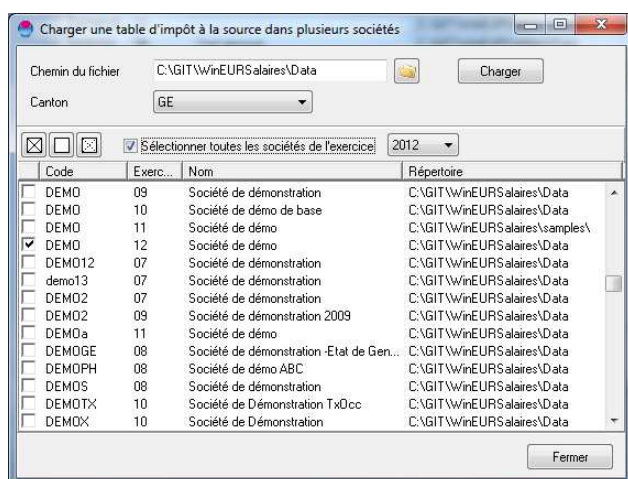 Charger une table d'impôt à la source dans plusieurs sociétés
Chemin du fichier C:\GIT\WinEURSalaires\Data Charger
Canton GE
Sélectionner toutes les sociétés de l'exercice 2012
Code Exerc... Nom Répertoire
DEMO 09 Société de démonstration C:\GIT\WinEURSalaires\Data
DEMO 10 Société de démo de base C:\GIT\WinEURSalaires\Data
DEMO 11 Société de démo C:\GIT\WinEURSalaires\samples\
DEMO 12 Société de démo C:\GIT\WinEURSalaires\Data
DEMO12 07 Société de démonstration C:\GIT\WinEURSalaires\Data
demo13 07 Société de démonstration C:\GIT\WinEURSalaires\Data
DEMO2 07 Société de démonstration C:\GIT\WinEURSalaires\Data
DEMO2 09 Société de démonstration 2009 C:\GIT\WinEURSalaires\Data
DEMOa 11 Société de démo C:\GIT\WinEURSalaires\Data
DEMOGE 08 Société de démonstration -Etat de Gen... C:\GIT\WinEURSalaires\Data
DEMOPH 08 Société de démo ABC C:\GIT\WinEURSalaires\Data
DEMOS 08 Société de démonstration C:\GIT\WinEURSalaires\Data
DEMOTX 10 Société de Démonstration TxOcc C:\GIT\WinEURSalaires\Data
DEMOX 10 Société de Démonstration C:\GIT\WinEURSalaires\Data
Fermer